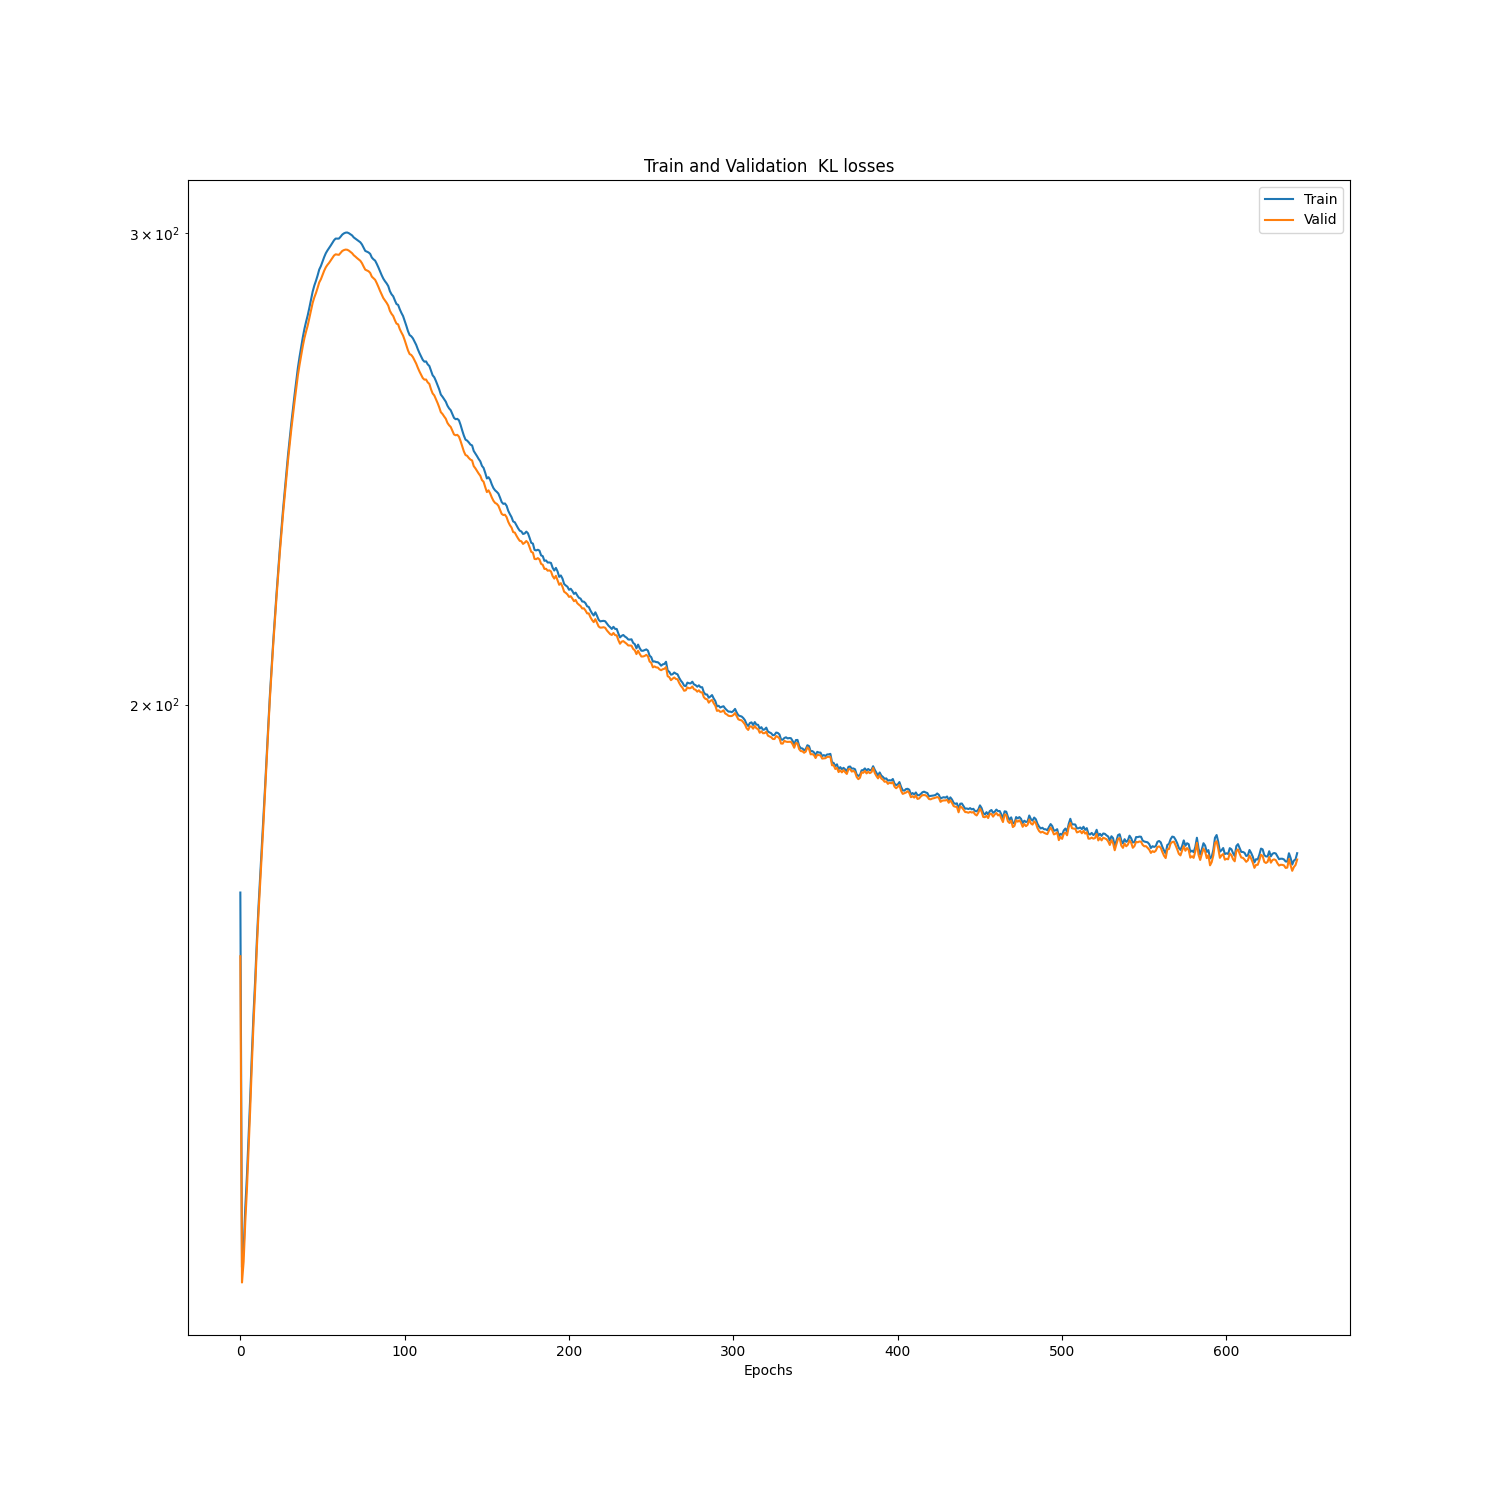 Train and Validation  KL losses
Train
Valid
3 × 10²
2 × 10²
0 100 200 300 400 500 600
Epochs